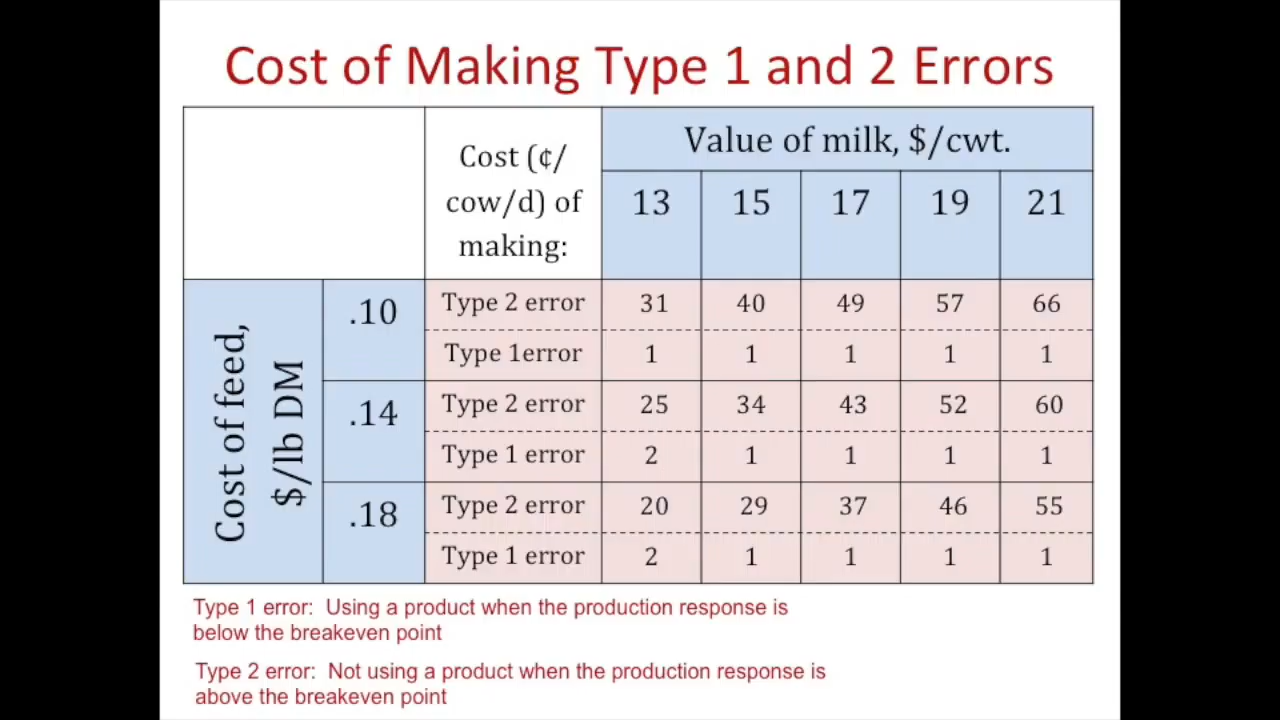 Cost of Making Type 1 and 2 Errors
Cost (¢/
cow/d) of
making:
Value of milk, $/cwt.
13 15 17 19 21
Cost of feed,
$/lb DM
.10 Type 2 error 31 40 49 57 66
Type 1error 1 1 1 1 1
.14 Type 2 error 25 34 43 52 60
Type 1 error 2 1 1 1 1
.18 Type 2 error 20 29 37 46 55
Type 1 error 2 1 1 1 1
Type 1 error: Using a product when the production response is
below the breakeven point
Type 2 error: Not using a product when the production response is
above the breakeven point